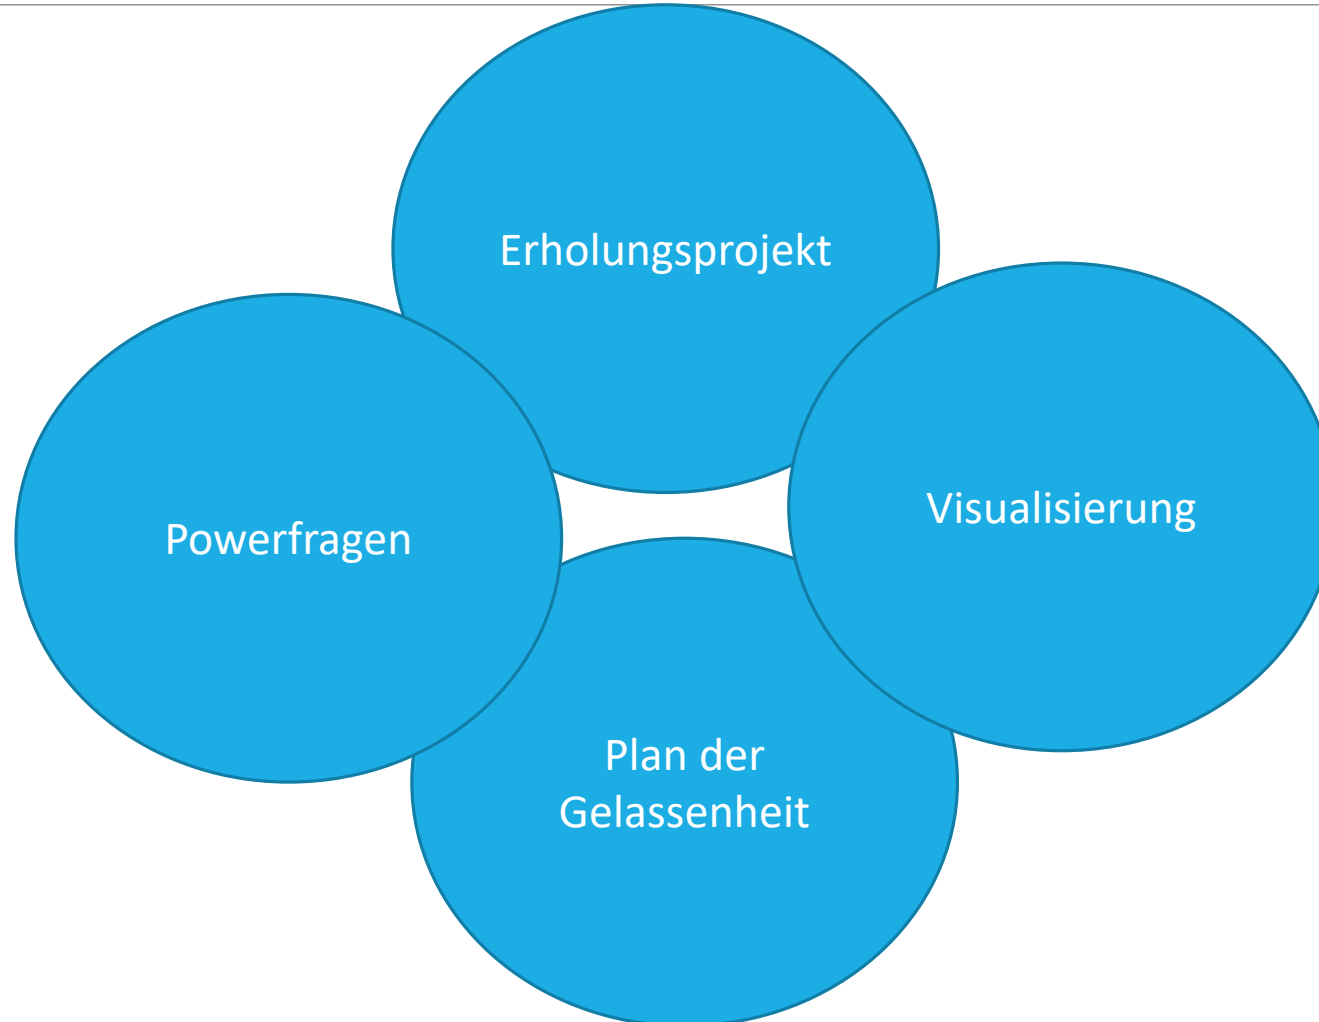 Erholungsprojekt
Visualisierung
Powerfragen
Plan der
Gelassenheit